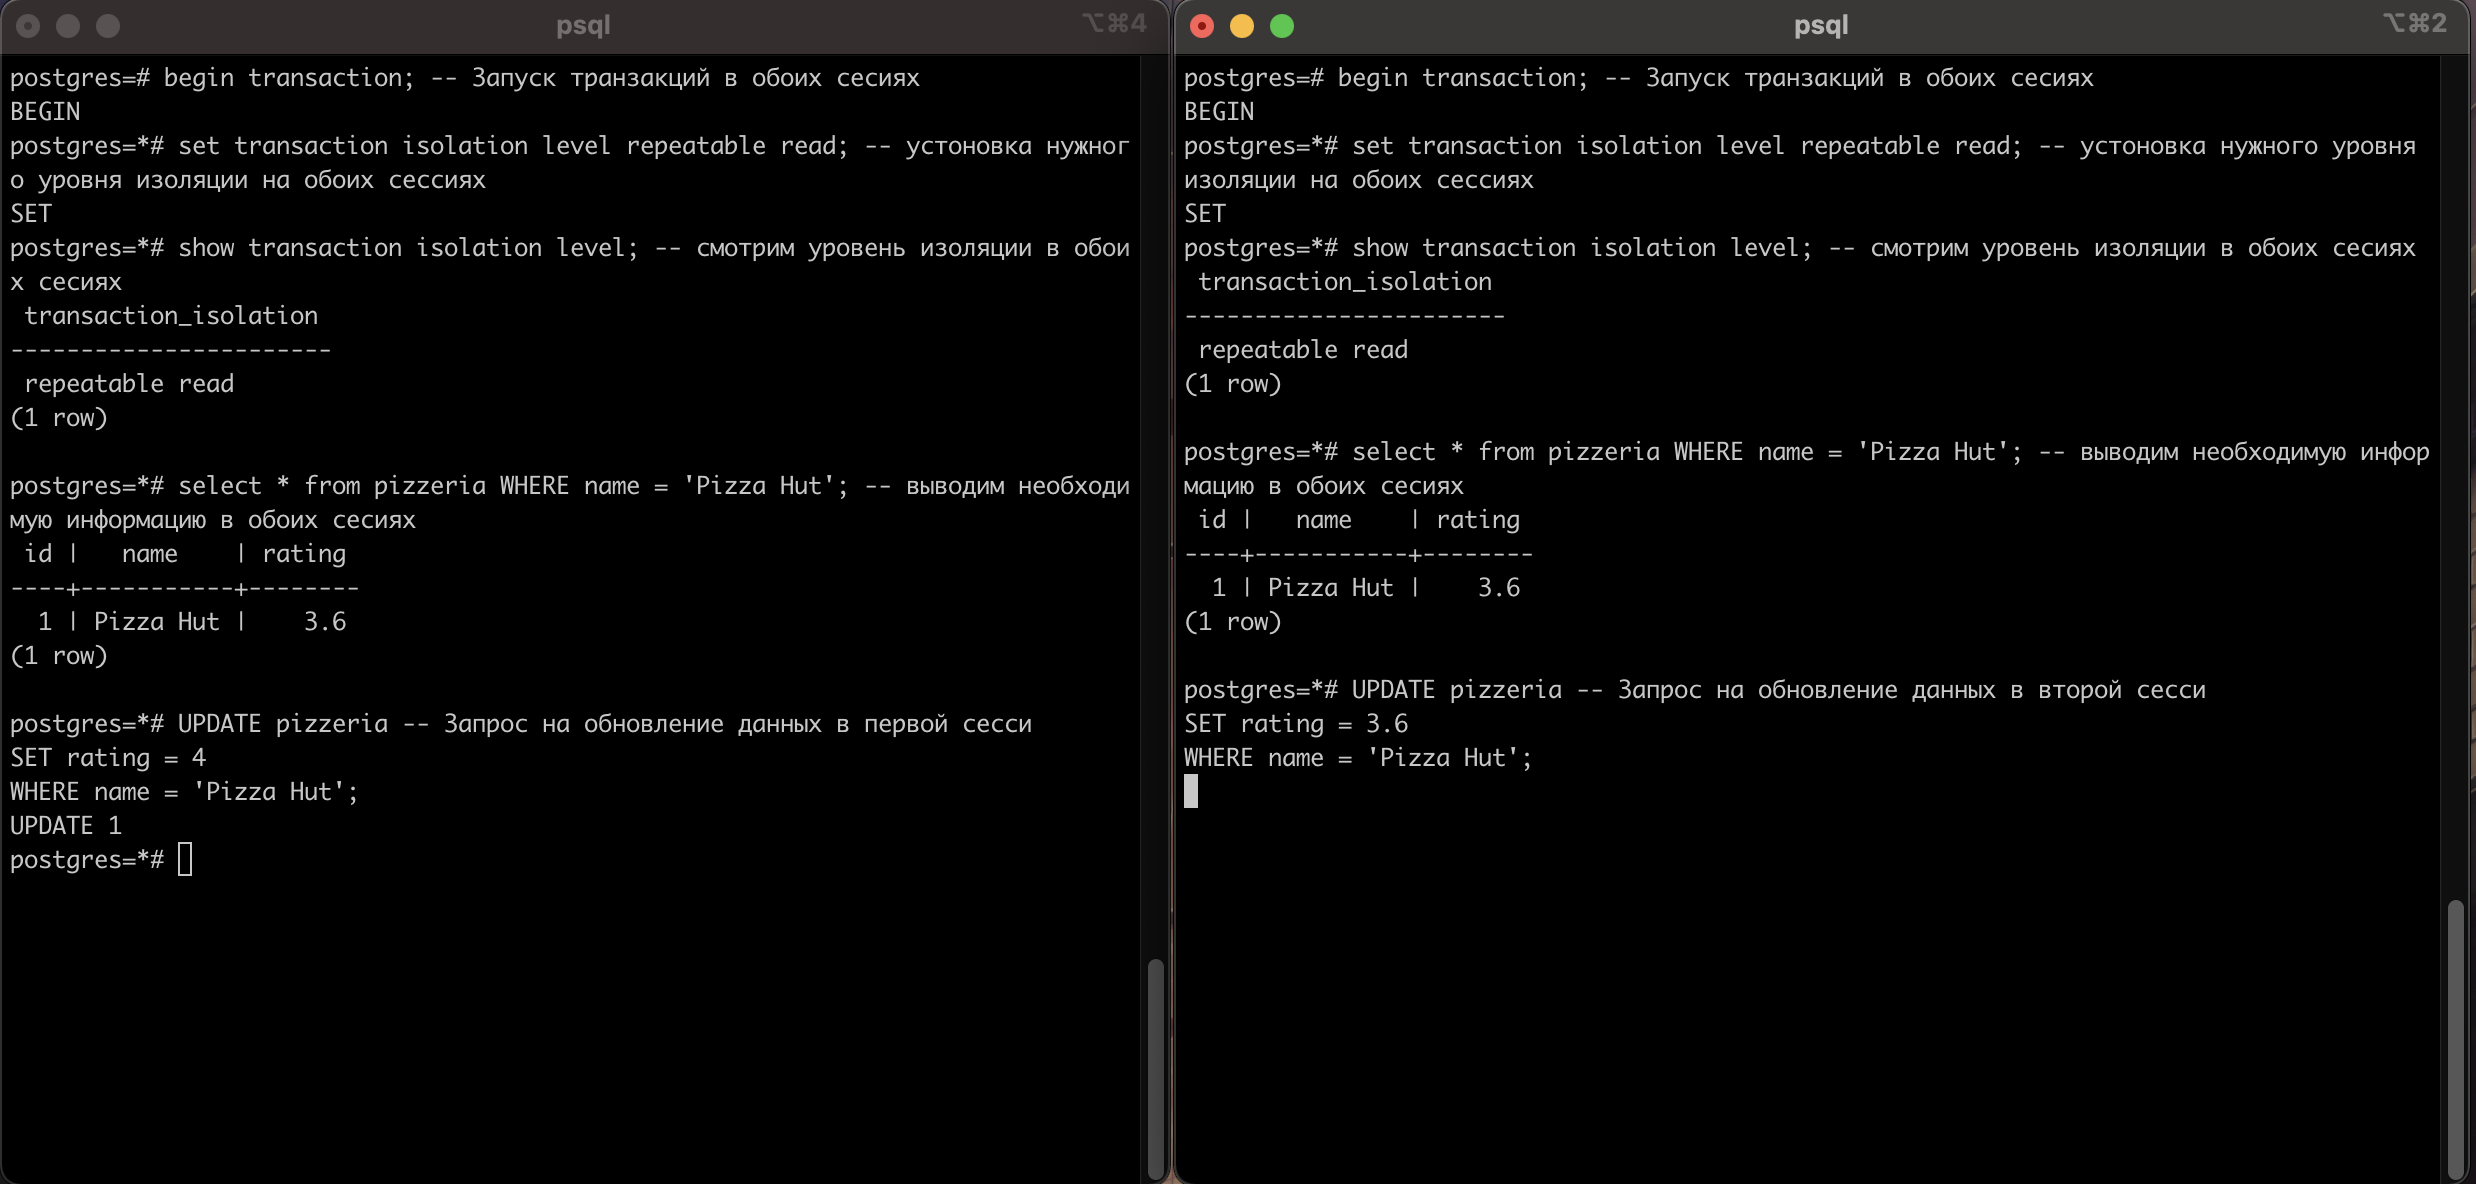 psql
⌥⌘4
postgres=# begin transaction; -- Запуск транзакций в обоих сесиях
BEGIN
postgres=*# set transaction isolation level repeatable read; -- устоновка нужног
о уровня изоляции на обоих сессиях
SET
postgres=*# show transaction isolation level; -- смотрим уровень изоляции в обои
х сесиях
 transaction_isolation
-----------------------
 repeatable read
(1 row)
postgres=*# select * from pizzeria WHERE name = 'Pizza Hut'; -- выводим необходи
мую информацию в обоих сесиях
 id |   name    | rating
----+-----------+--------
  1 | Pizza Hut |    3.6
(1 row)
postgres=*# UPDATE pizzeria -- Запрос на обновление данных в первой сесси
SET rating = 4
WHERE name = 'Pizza Hut';
UPDATE 1
postgres=*#
psql
⌥⌘2
postgres=# begin transaction; -- Запуск транзакций в обоих сесиях
BEGIN
postgres=*# set transaction isolation level repeatable read; -- устоновка нужного уровня
изоляции на обоих сессиях
SET
postgres=*# show transaction isolation level; -- смотрим уровень изоляции в обоих сесиях
 transaction_isolation
-----------------------
 repeatable read
(1 row)
postgres=*# select * from pizzeria WHERE name = 'Pizza Hut'; -- выводим необходимую инфор
мацию в обоих сесиях
 id |   name    | rating
----+-----------+--------
  1 | Pizza Hut |    3.6
(1 row)
postgres=*# UPDATE pizzeria -- Запрос на обновление данных в второй сесси
SET rating = 3.6
WHERE name = 'Pizza Hut';